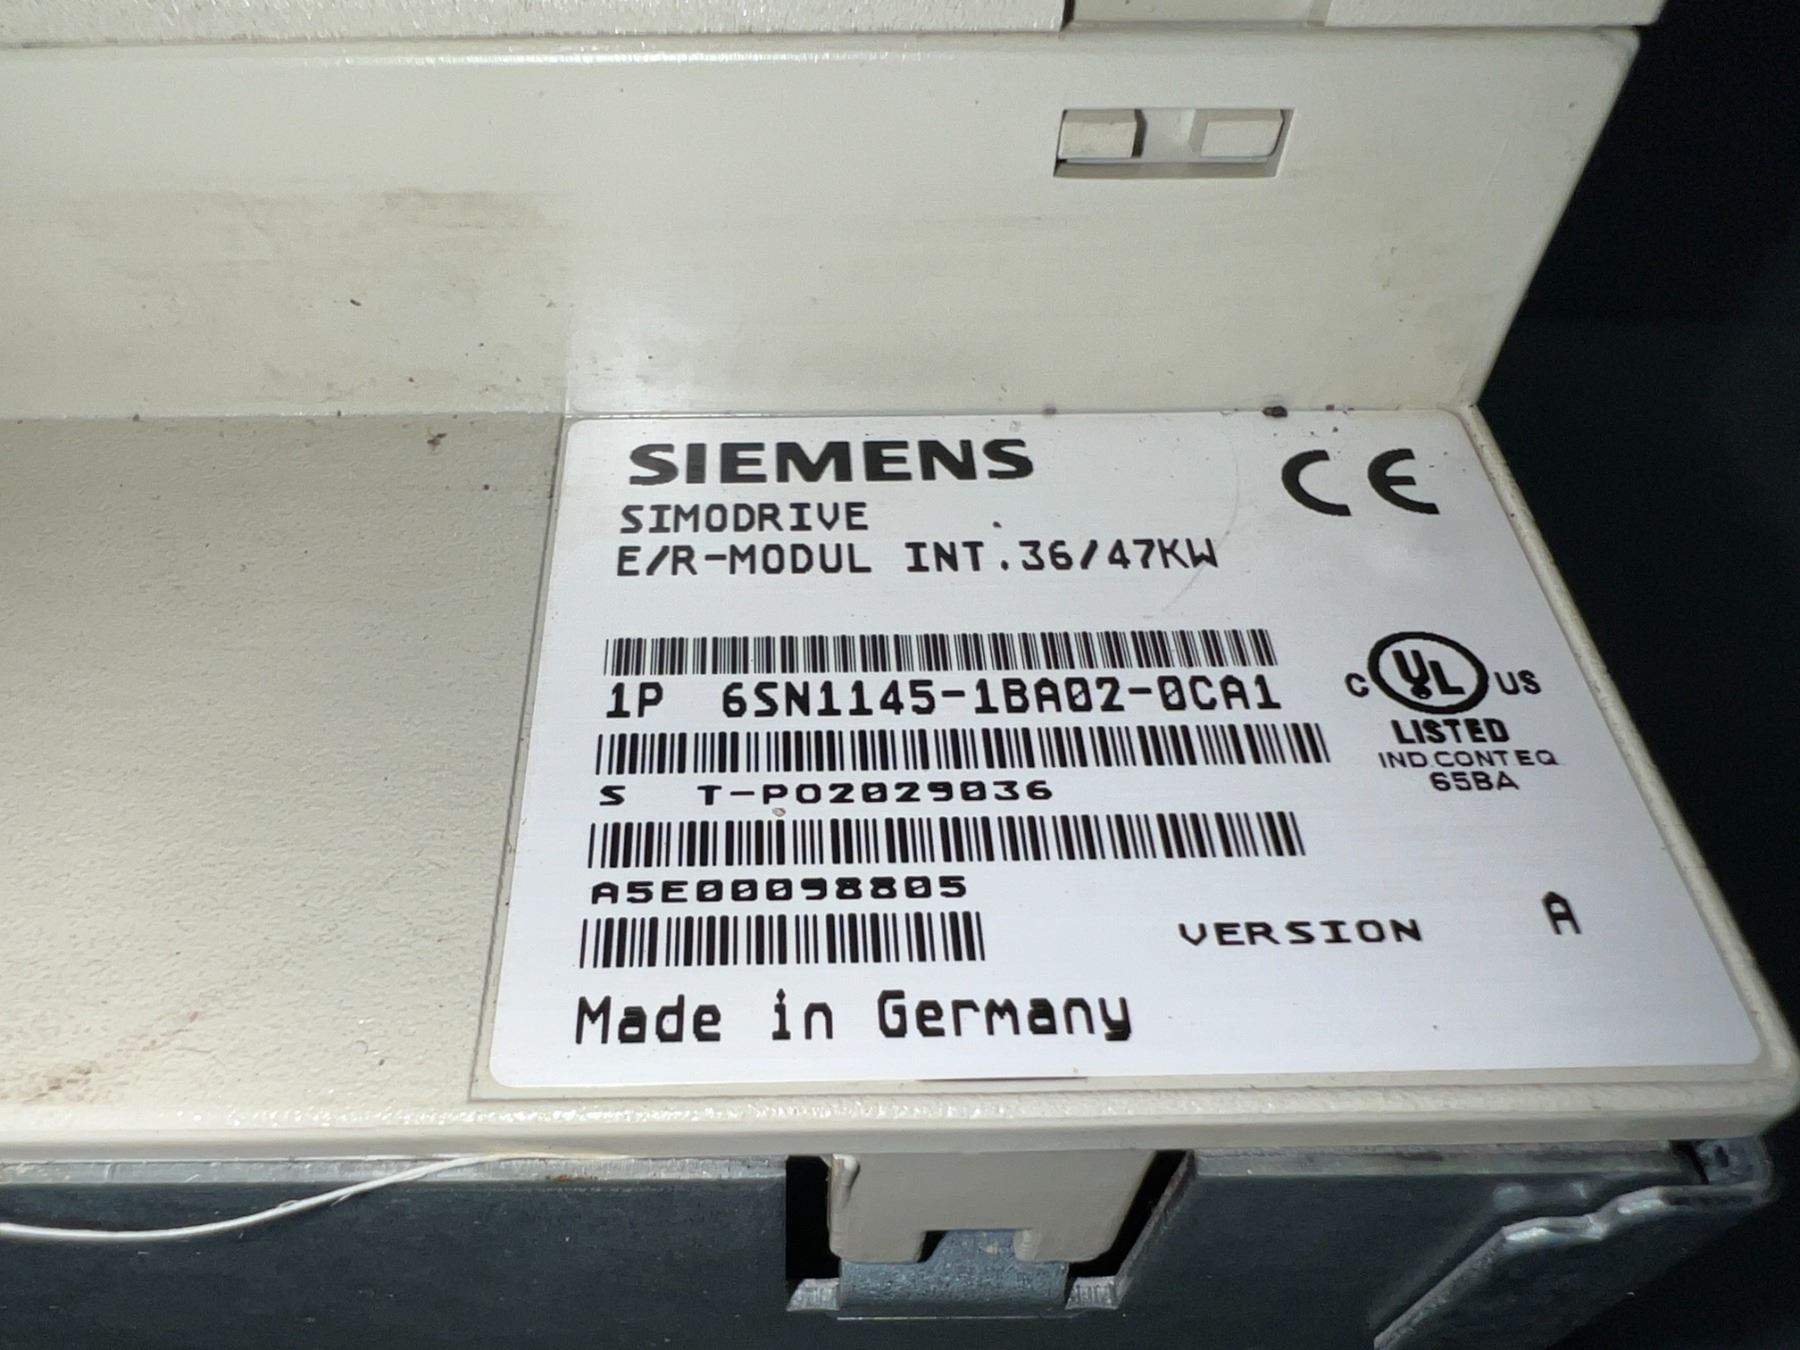 SIEMENS
CE
SIMODRIVE
E/R-MODUL INT.36/47KW
1P 6SN1145-1BA02-0CA1
C UL US
LISTED
IND.CONT.EQ.
65BA
S T-PO2029036
A5E00098805
VERSION A
Made in Germany